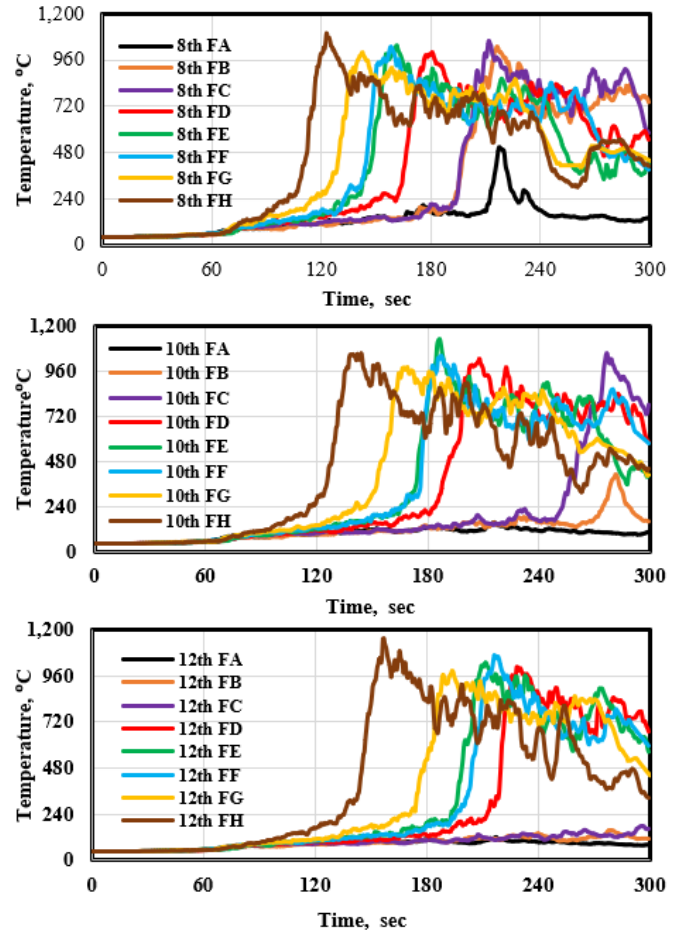 1,200
960
720
480
240
0
Temperature, ºC
8th FA
8th FB
8th FC
8th FD
8th FE
8th FF
8th FG
8th FH
0 60 120 180 240 300
Time, sec
1,200
960
720
480
240
0
TemperatureºC
10th FA
10th FB
10th FC
10th FD
10th FE
10th FF
10th FG
10th FH
0 60 120 180 240 300
Time, sec
1,200
960
720
480
240
0
Temperature, ºC
12th FA
12th FB
12th FC
12th FD
12th FE
12th FF
12th FG
12th FH
0 60 120 180 240 300
Time, sec